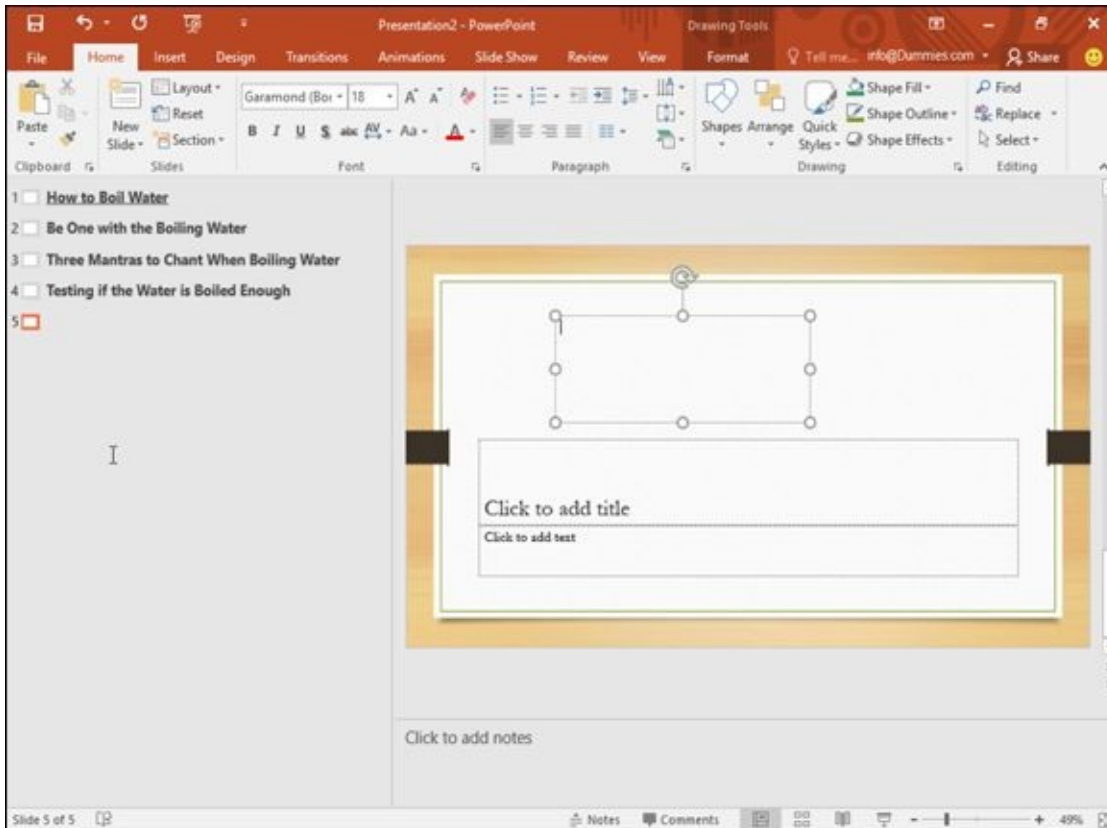 Presentation2 - PowerPoint
Drawing Tools
File Home Insert Design Transitions Animations Slide Show Review View Format Tell me... info@Dummies.com Share
Paste
New Slide
Layout
Reset
Section
Garamond (Bo 18
B I U S abc AV Aa A
Shapes Arrange Quick Styles
Shape Fill
Shape Outline
Shape Effects
Find
Replace
Select
Clipboard Slides Font Paragraph Drawing Editing
1 How to Boil Water
2 Be One with the Boiling Water
3 Three Mantras to Chant When Boiling Water
4 Testing if the Water is Boiled Enough
5
Click to add title
Click to add text
Click to add notes
Slide 5 of 5 Notes Comments 49%